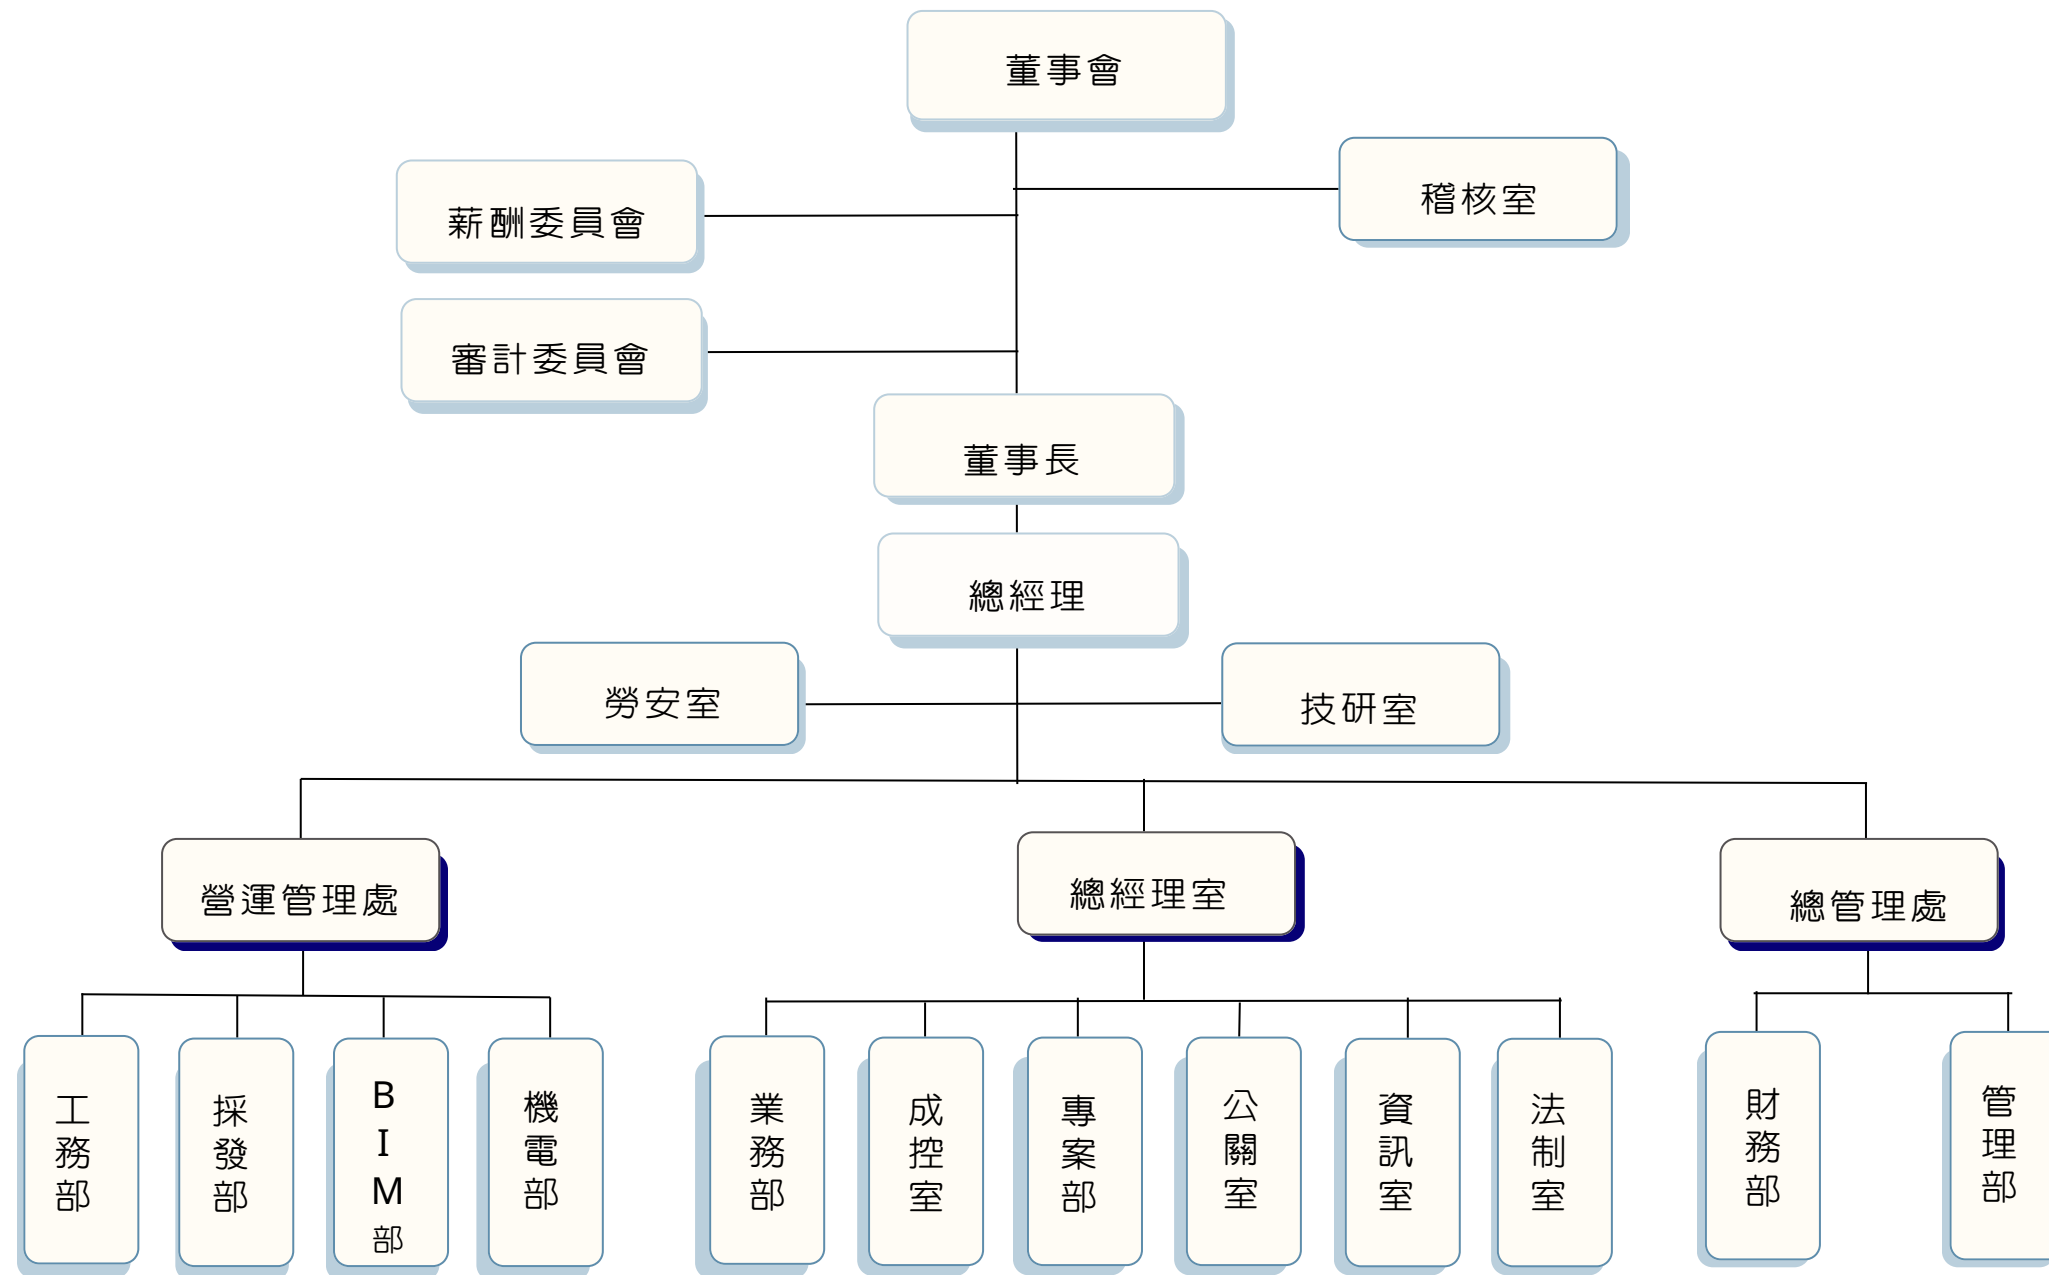 董事會
稽核室
薪酬委員會
審計委員會
董事長
總經理
勞安室
技研室
營運管理處
總經理室
總管理處
工務部
採發部
BIM部
機電部
業務部
成控室
專案部
公關室
資訊室
法制室
財務部
管理部